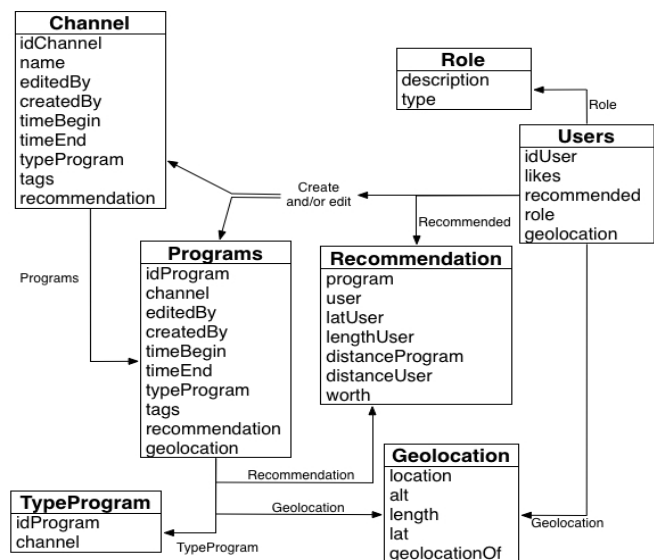 Channel
idChannel
name
editedBy
createdBy
timeBegin
timeEnd
typeProgram
tags
recommendation
Role
description
type
Role
Users
idUser
likes
recommended
role
geolocation
Create
and/or edit
Recommended
Programs
Programs
idProgram
channel
editedBy
createdBy
timeBegin
timeEnd
typeProgram
tags
recommendation
geolocation
Recommendation
program
user
latUser
lengthUser
distanceProgram
distanceUser
worth
Recommendation
Geolocation
TypeProgram
TypeProgram
idProgram
channel
Geolocation
location
alt
length
lat
geolocationOf
Geolocation